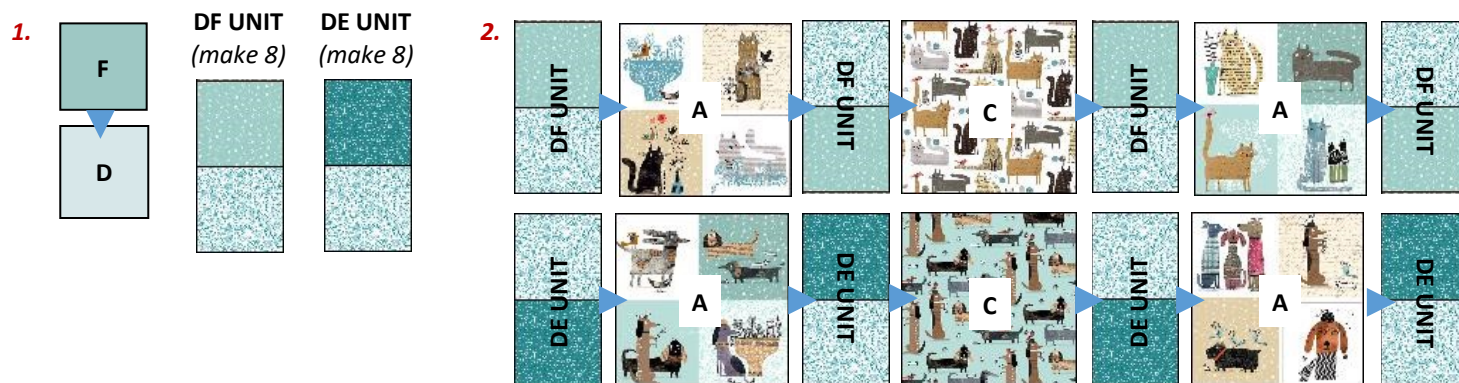 1.
F
D
DF UNIT
(make 8)
DE UNIT
(make 8)
2.
DF UNIT
A
DF UNIT
C
DF UNIT
A
DF UNIT
DE UNIT
A
DE UNIT
C
DE UNIT
A
DE UNIT